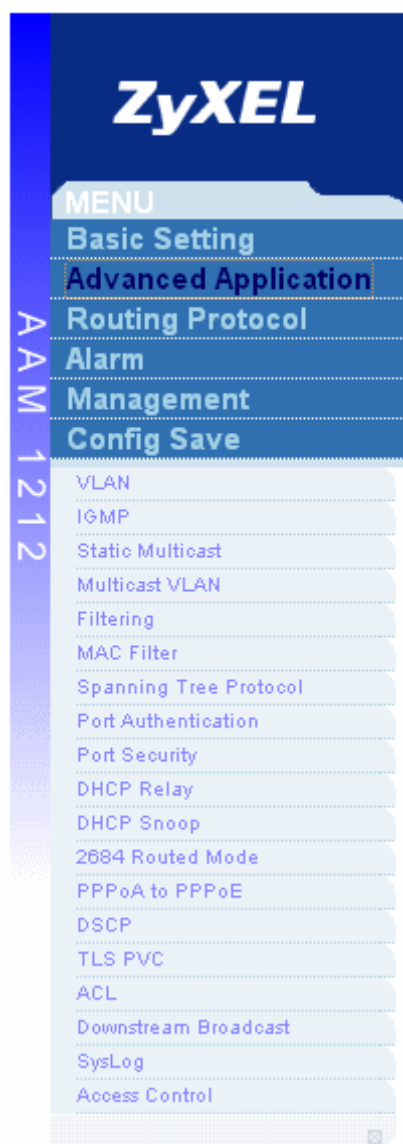 ZyXEL
MENU
Basic Setting
Advanced Application
Routing Protocol
Alarm
Management
Config Save
AAM 1212
VLAN
IGMP
Static Multicast
Multicast VLAN
Filtering
MAC Filter
Spanning Tree Protocol
Port Authentication
Port Security
DHCP Relay
DHCP Snoop
2684 Routed Mode
PPPoA to PPPoE
DSCP
TLS PVC
ACL
Downstream Broadcast
SysLog
Access Control